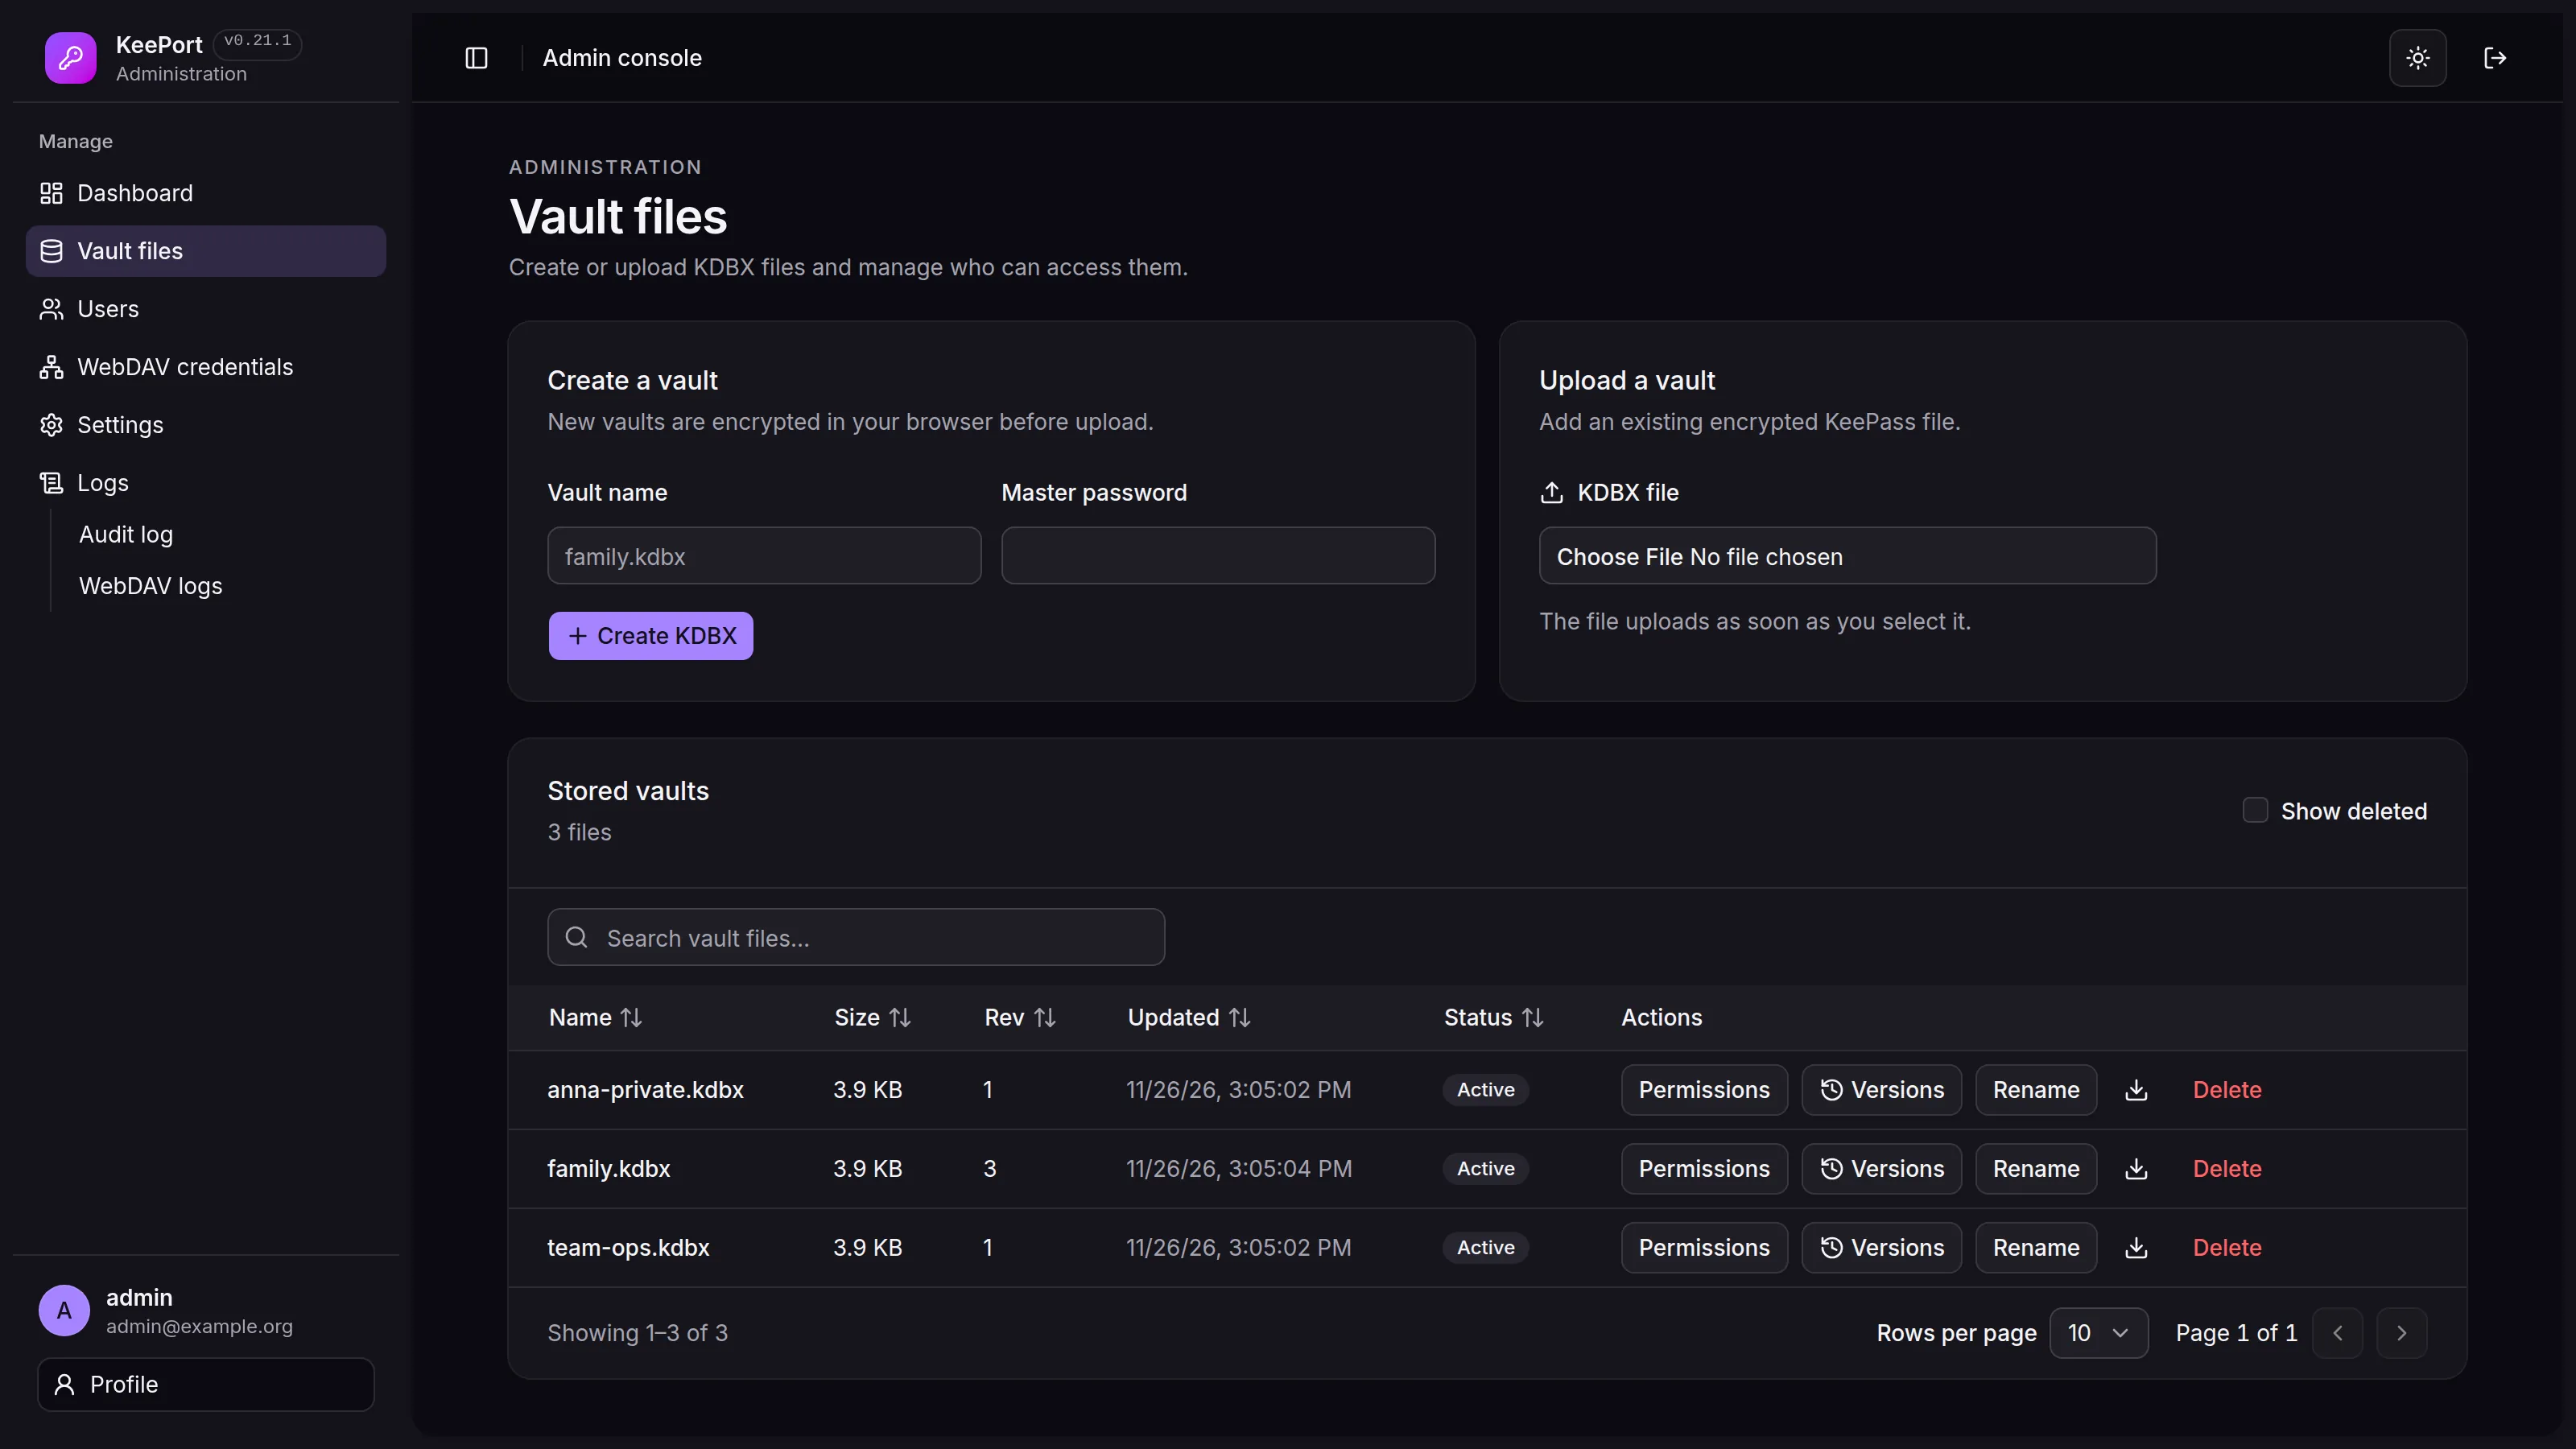 KeePort v0.21.1
Administration
Manage
Dashboard
Vault files
Users
WebDAV credentials
Settings
Logs
Audit log
WebDAV logs
A
admin
admin@example.org
Profile
Admin console
ADMINISTRATION
Vault files
Create or upload KDBX files and manage who can access them.
Create a vault
New vaults are encrypted in your browser before upload.
Vault name Master password
family.kdbx
Create KDBX
Upload a vault
Add an existing encrypted KeePass file.
KDBX file
Choose File No file chosen
The file uploads as soon as you select it.
Stored vaults
3 files
Show deleted
Search vault files...
Name Size Rev Updated Status Actions
anna-private.kdbx 3.9 KB 1 11/26/26, 3:05:02 PM Active Permissions Versions Rename Delete
family.kdbx 3.9 KB 3 11/26/26, 3:05:04 PM Active Permissions Versions Rename Delete
team-ops.kdbx 3.9 KB 1 11/26/26, 3:05:02 PM Active Permissions Versions Rename Delete
Showing 1–3 of 3 Rows per page 10 Page 1 of 1